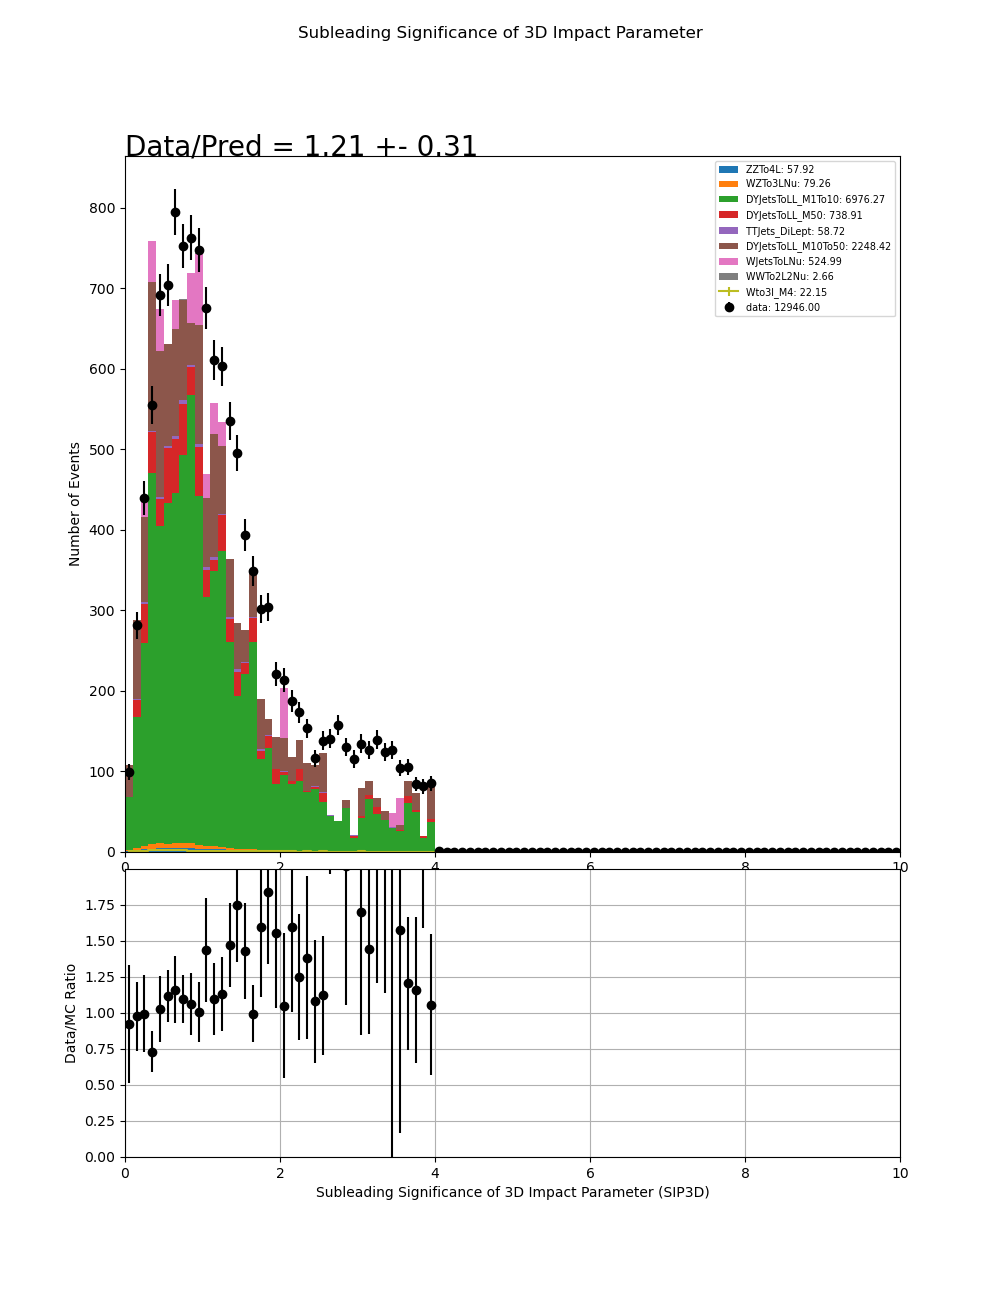 Subleading Significance of 3D Impact Parameter
Data/Pred = 1.21 +- 0.31
ZZTo4L: 57.92
WZTo3LNu: 79.26
DYJetsToLL_M1To10: 6976.27
DYJetsToLL_M50: 738.91
TTJets_DiLept: 58.72
DYJetsToLL_M10To50: 2248.42
WJetsToLNu: 524.99
WWTo2L2Nu: 2.66
Wto3l_M4: 22.15
data: 12946.00
800
700
600
500
400
300
200
100
0
Number of Events
0 2 4 6 8 10
1.75
1.50
1.25
1.00
0.75
0.50
0.25
0.00
Data/MC Ratio
0 2 4 6 8 10
Subleading Significance of 3D Impact Parameter (SIP3D)